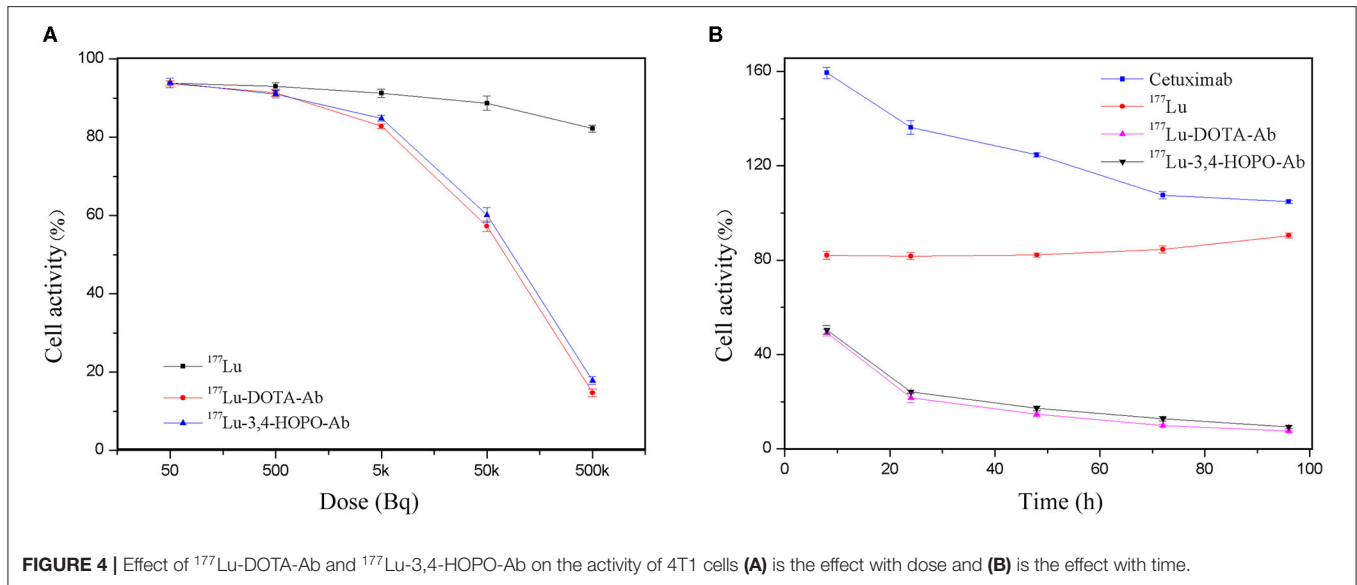 A
100
80
60
40
20
0
Cell activity(%)
¹⁷⁷Lu
¹⁷⁷Lu-DOTA-Ab
¹⁷⁷Lu-3,4-HOPO-Ab
50 500 5k 50k 500k
Dose (Bq)
B
160
120
80
40
0
Cell activity(%)
Cetuximab
¹⁷⁷Lu
¹⁷⁷Lu-DOTA-Ab
¹⁷⁷Lu-3,4-HOPO-Ab
0 20 40 60 80 100
Time (h)
FIGURE 4 | Effect of ¹⁷⁷Lu-DOTA-Ab and ¹⁷⁷Lu-3,4-HOPO-Ab on the activity of 4T1 cells (A) is the effect with dose and (B) is the effect with time.